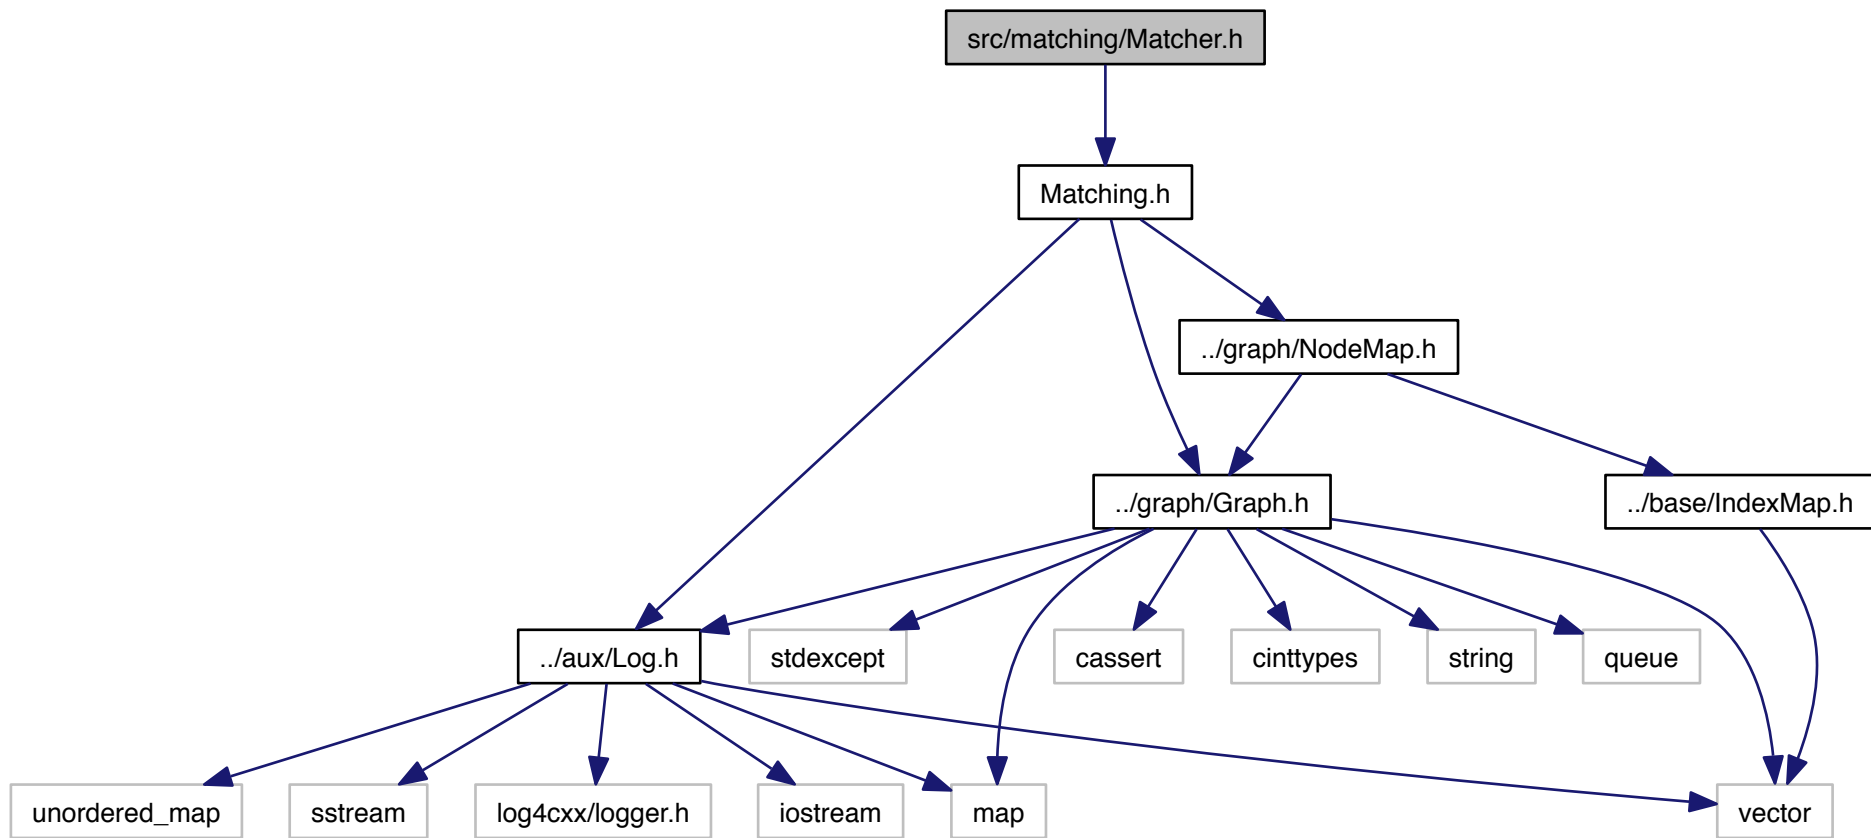 src/matching/Matcher.h
Matching.h
../graph/NodeMap.h
../graph/Graph.h
../base/IndexMap.h
../aux/Log.h
stdexcept
cassert
cinttypes
string
queue
unordered_map
sstream
log4cxx/logger.h
iostream
map
vector